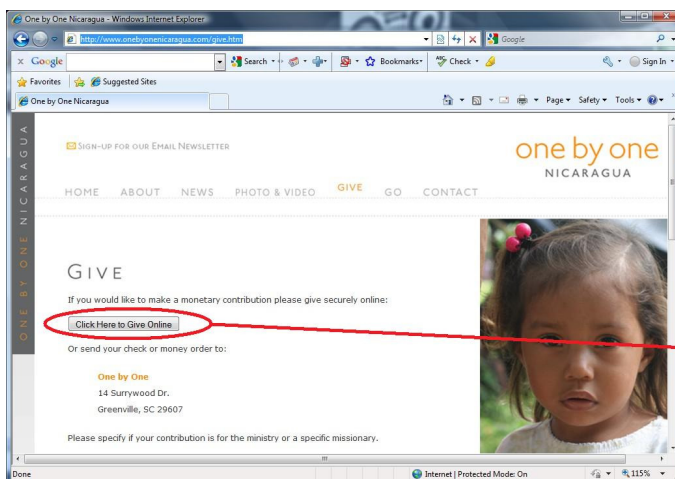 One by One Nicaragua - Windows Internet Explorer
http://www.onebyonenicaragua.com/give.htm
Google
x Google
Search
Bookmarks
Check
Sign In
Favorites
Suggested Sites
One by One Nicaragua
Page
Safety
Tools
ONE BY ONE NICARAGUA
SIGN-UP FOR OUR EMAIL NEWSLETTER
one by one
NICARAGUA
HOME ABOUT NEWS PHOTO & VIDEO GIVE GO CONTACT
GIVE
If you would like to make a monetary contribution please give securely online:
Click Here to Give Online
Or send your check or money order to:
One by One
14 Surrywood Dr.
Greenville, SC 29607
Please specify if your contribution is for the ministry or a specific missionary.
Done
Internet | Protected Mode: On
115%